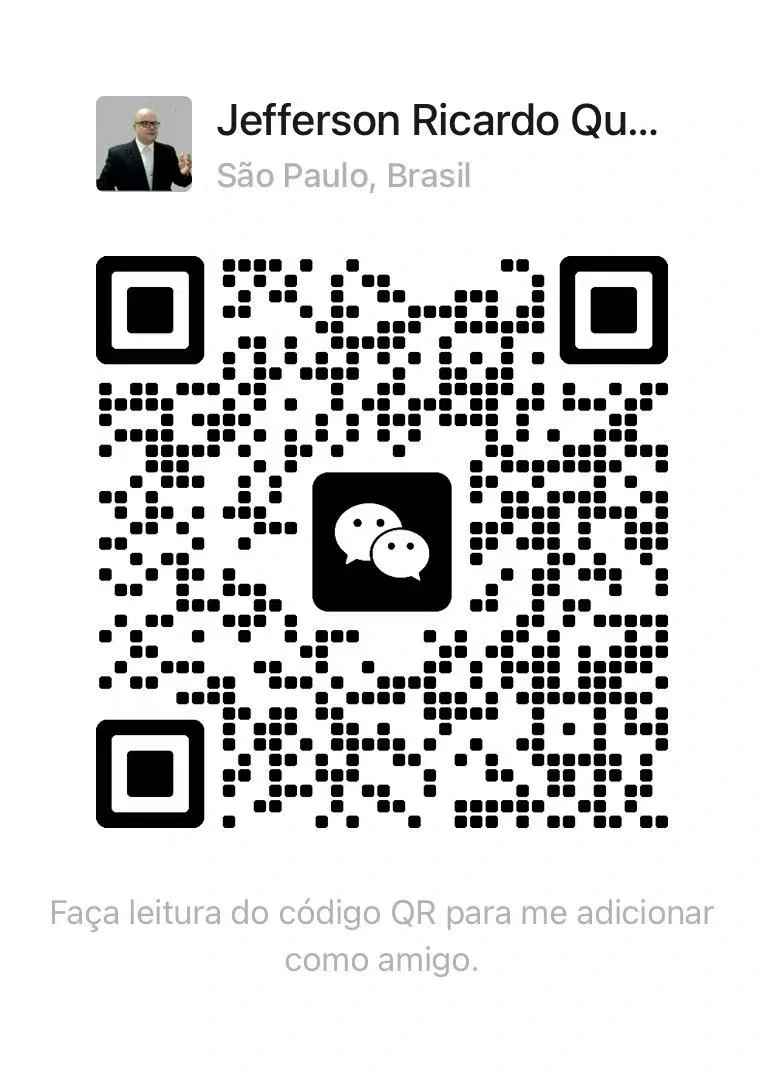 Jefferson Ricardo Qu...
São Paulo, Brasil
Faça leitura do código QR para me adicionar
como amigo.